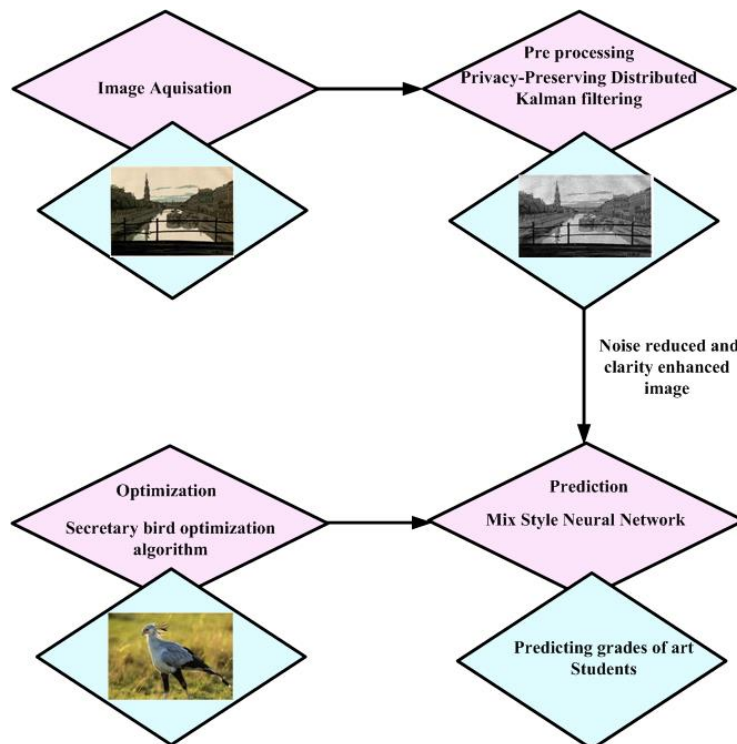 Image Aquisation
Pre processing
Privacy-Preserving Distributed
Kalman filtering
Noise reduced and
clarity enhanced
image
Optimization
Secretary bird optimization
algorithm
Prediction
Mix Style Neural Network
Predicting grades of art
Students